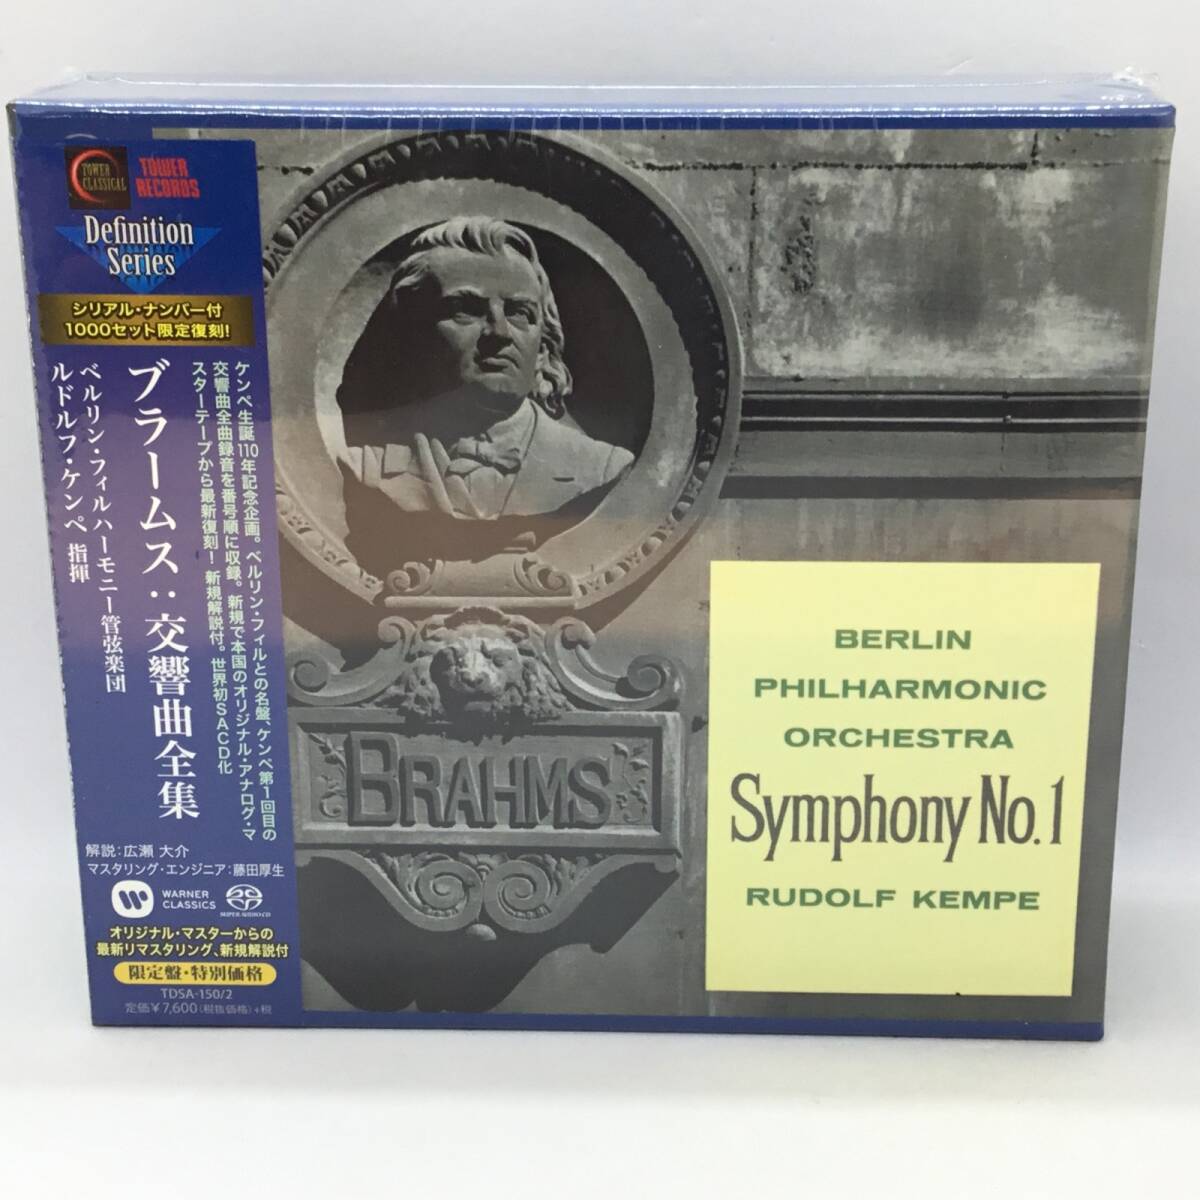 TOWER
CLASSICAL
TOWER
RECORDS
Definition
Series
シリアル・ナンバー付
1000セット限定復刻!
ケンペ生誕110年記念企画。ベルリン・フィルとの名盤、ケンペ第1回目の
交響曲全曲録音を番号順に収録。新規で本国のオリジナル・アナログ・マ
スターテープから最新復刻! 新規解説付。世界初SACD化
ブラームス:交響曲全集
ベルリン・フィルハーモニー管弦楽団
ルドルフ・ケンペ 指揮
解説:広瀬 大介
マスタリング・エンジニア:藤田厚生
WARNER
CLASSICS
SUPER AUDIO CD
オリジナル・マスターからの
最新リマスタリング、新規解説付
限定盤・特別価格
TDSA-150/2
定価¥7,600(税抜価格)+税
BRAHMS
BERLIN
PHILHARMONIC
ORCHESTRA
Symphony No.1
RUDOLF KEMPE